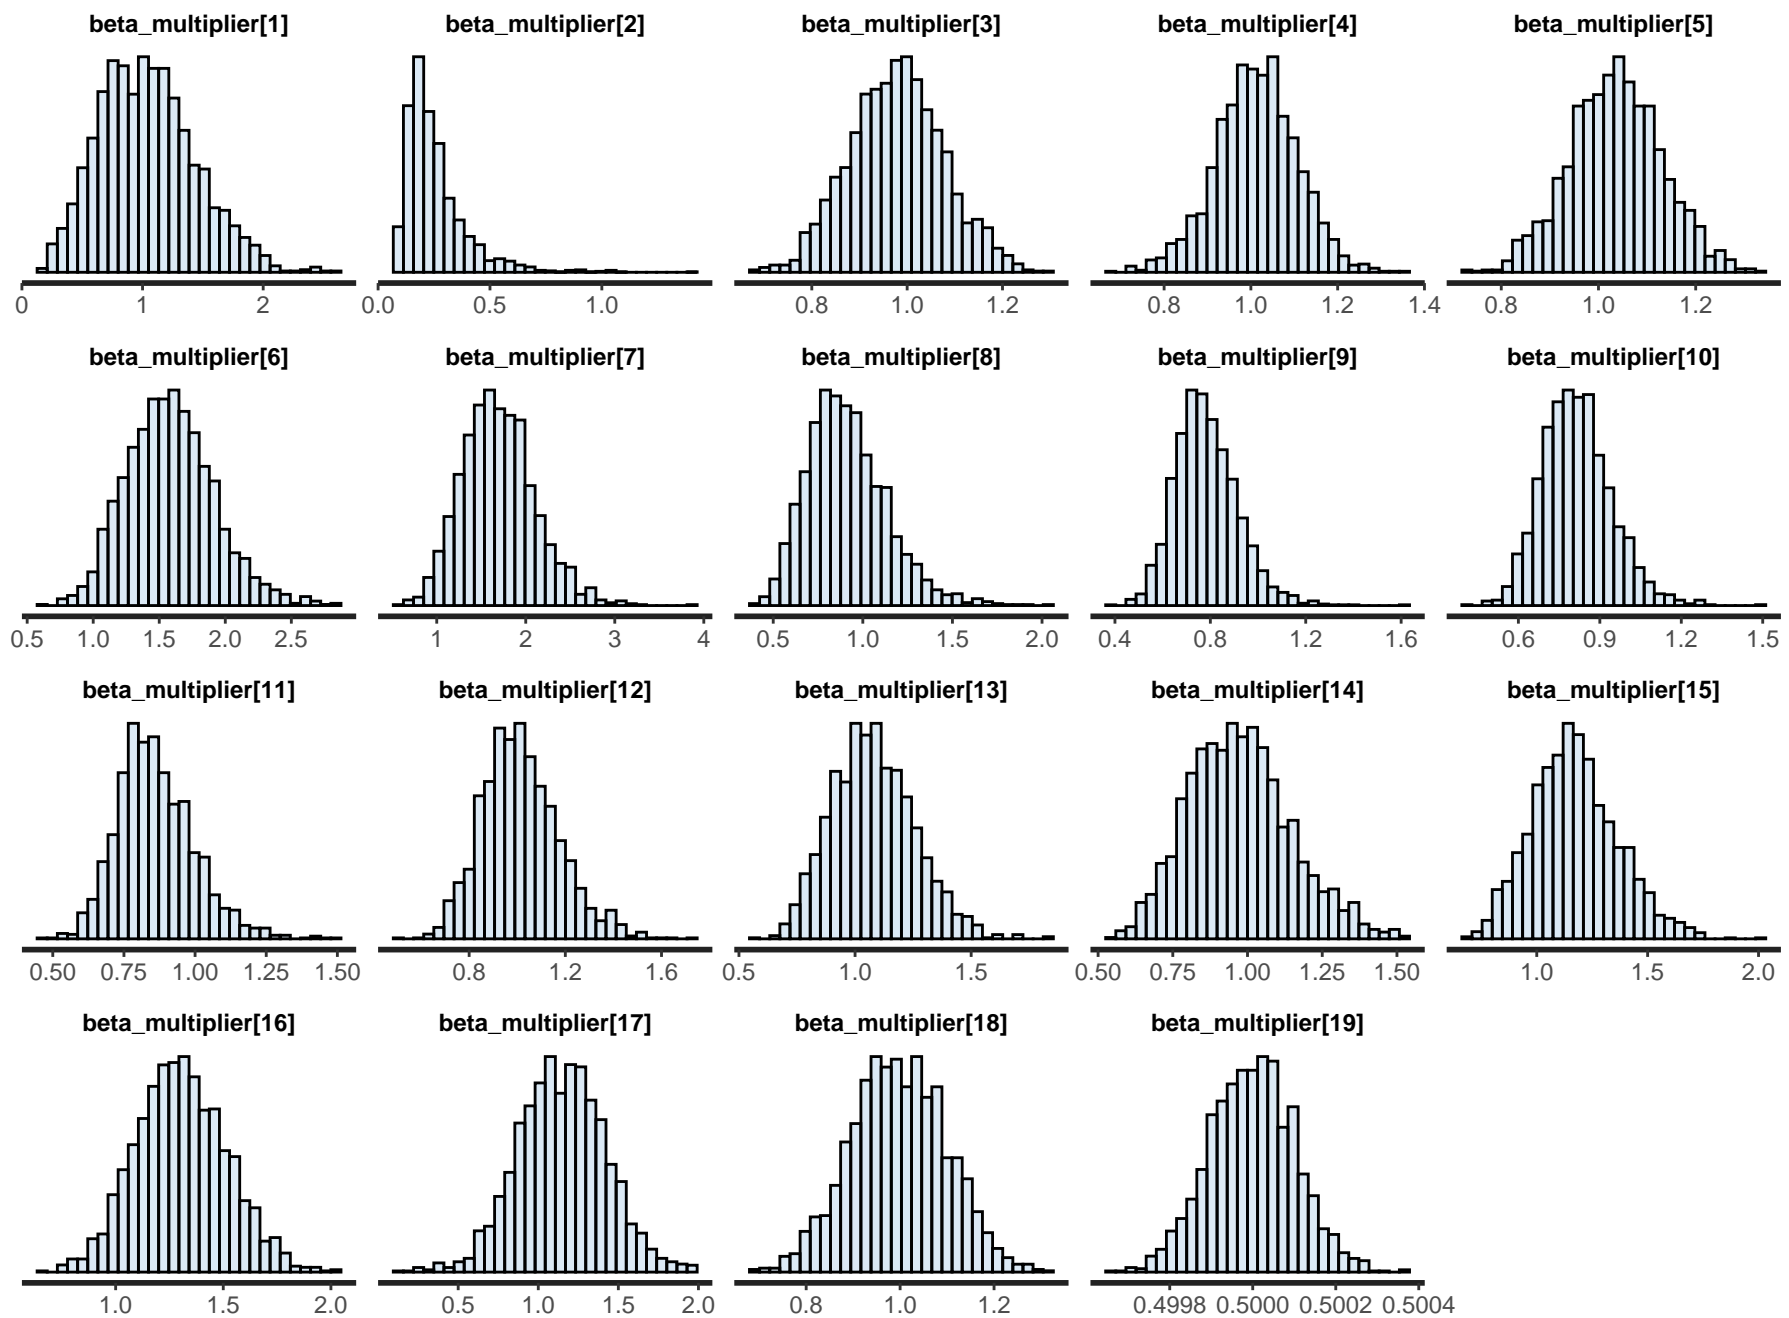 beta_multiplier[1] beta_multiplier[2] beta_multiplier[3] beta_multiplier[4] beta_multiplier[5]
0 1 2 0.0 0.5 1.0 0.8 1.0 1.2 0.8 1.0 1.2 1.4 0.8 1.0 1.2
beta_multiplier[6] beta_multiplier[7] beta_multiplier[8] beta_multiplier[9] beta_multiplier[10]
0.5 1.0 1.5 2.0 2.5 1 2 3 4 0.5 1.0 1.5 2.0 0.4 0.8 1.2 1.6 0.6 0.9 1.2 1.5
beta_multiplier[11] beta_multiplier[12] beta_multiplier[13] beta_multiplier[14] beta_multiplier[15]
0.50 0.75 1.00 1.25 1.50 0.8 1.2 1.6 0.5 1.0 1.5 0.50 0.75 1.00 1.25 1.50 1.0 1.5 2.0
beta_multiplier[16] beta_multiplier[17] beta_multiplier[18] beta_multiplier[19]
1.0 1.5 2.0 0.5 1.0 1.5 2.0 0.8 1.0 1.2 0.4998 0.5000 0.5002 0.5004